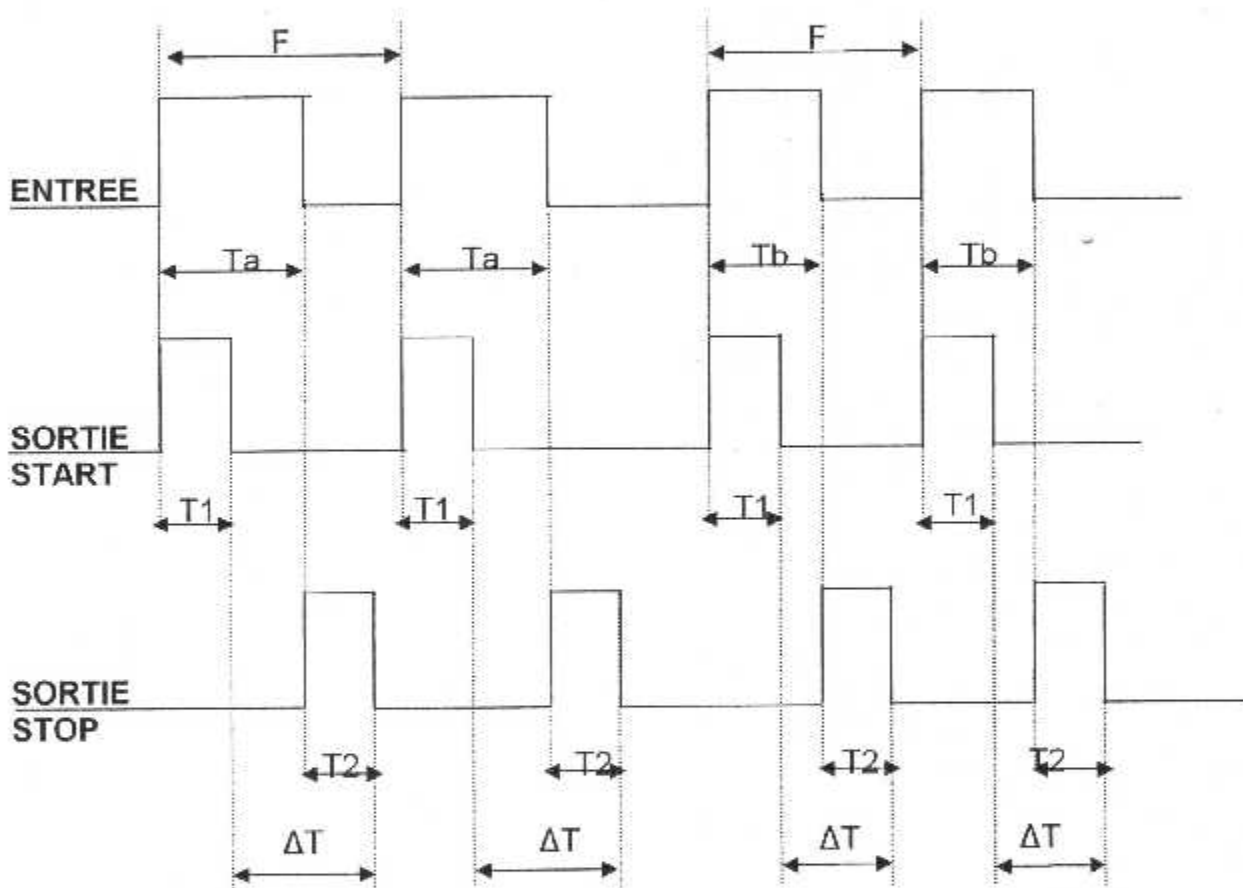 F F
ENTREE
Ta Ta Tb Tb
SORTIE
START
T1 T1 T1 T1
SORTIE
STOP
T2 T2 T2 T2
ΔT ΔT ΔT ΔT